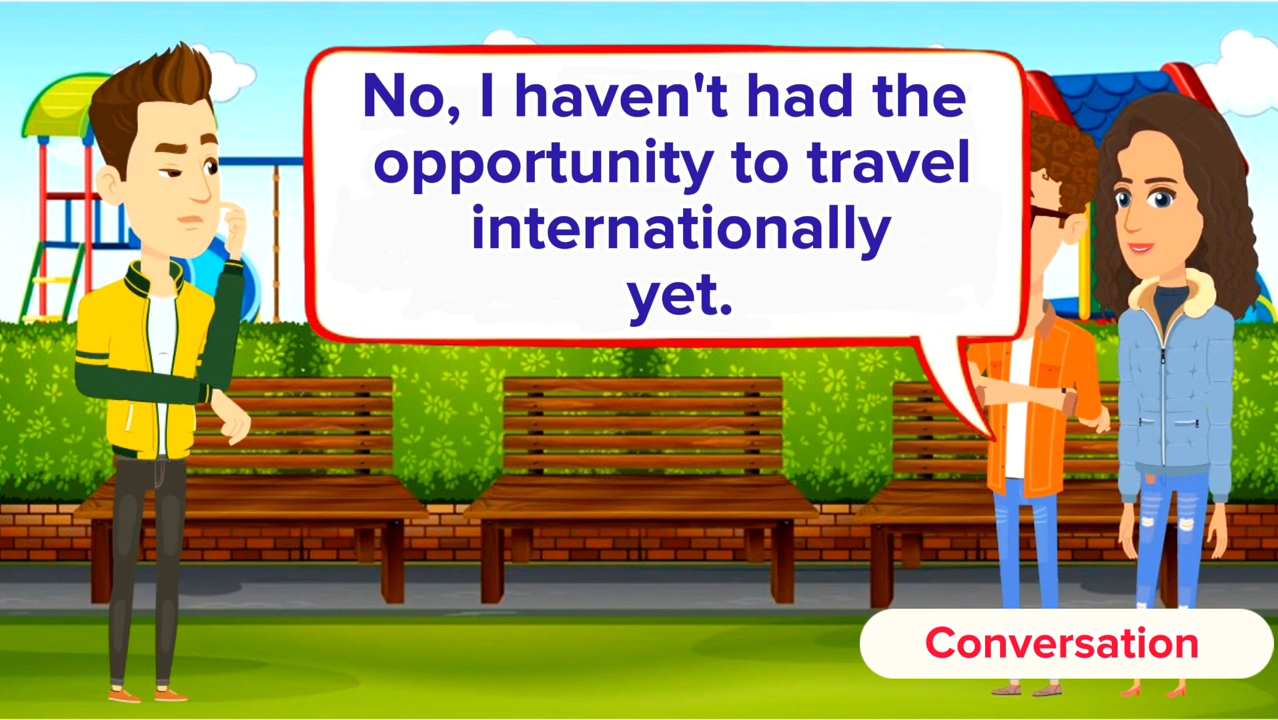 No, I haven't had the
opportunity to travel
internationally
yet.
Conversation